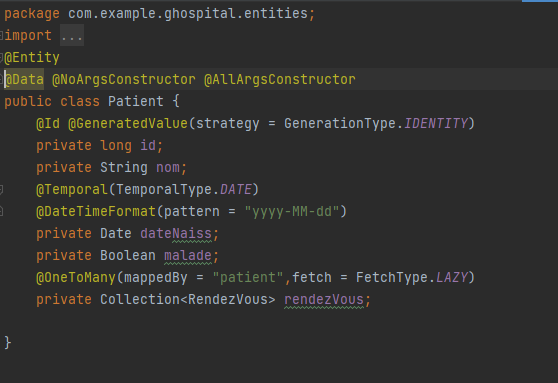 package com.example.ghospital.entities;
import ...
@Entity
@Data @NoArgsConstructor @AllArgsConstructor
public class Patient {
    @Id @GeneratedValue(strategy = GenerationType.IDENTITY)
    private long id;
    private String nom;
    @Temporal(TemporalType.DATE)
    @DateTimeFormat(pattern = "yyyy-MM-dd")
    private Date dateNaiss;
    private Boolean malade;
    @OneToMany(mappedBy = "patient",fetch = FetchType.LAZY)
    private Collection<RendezVous> rendezVous;
}